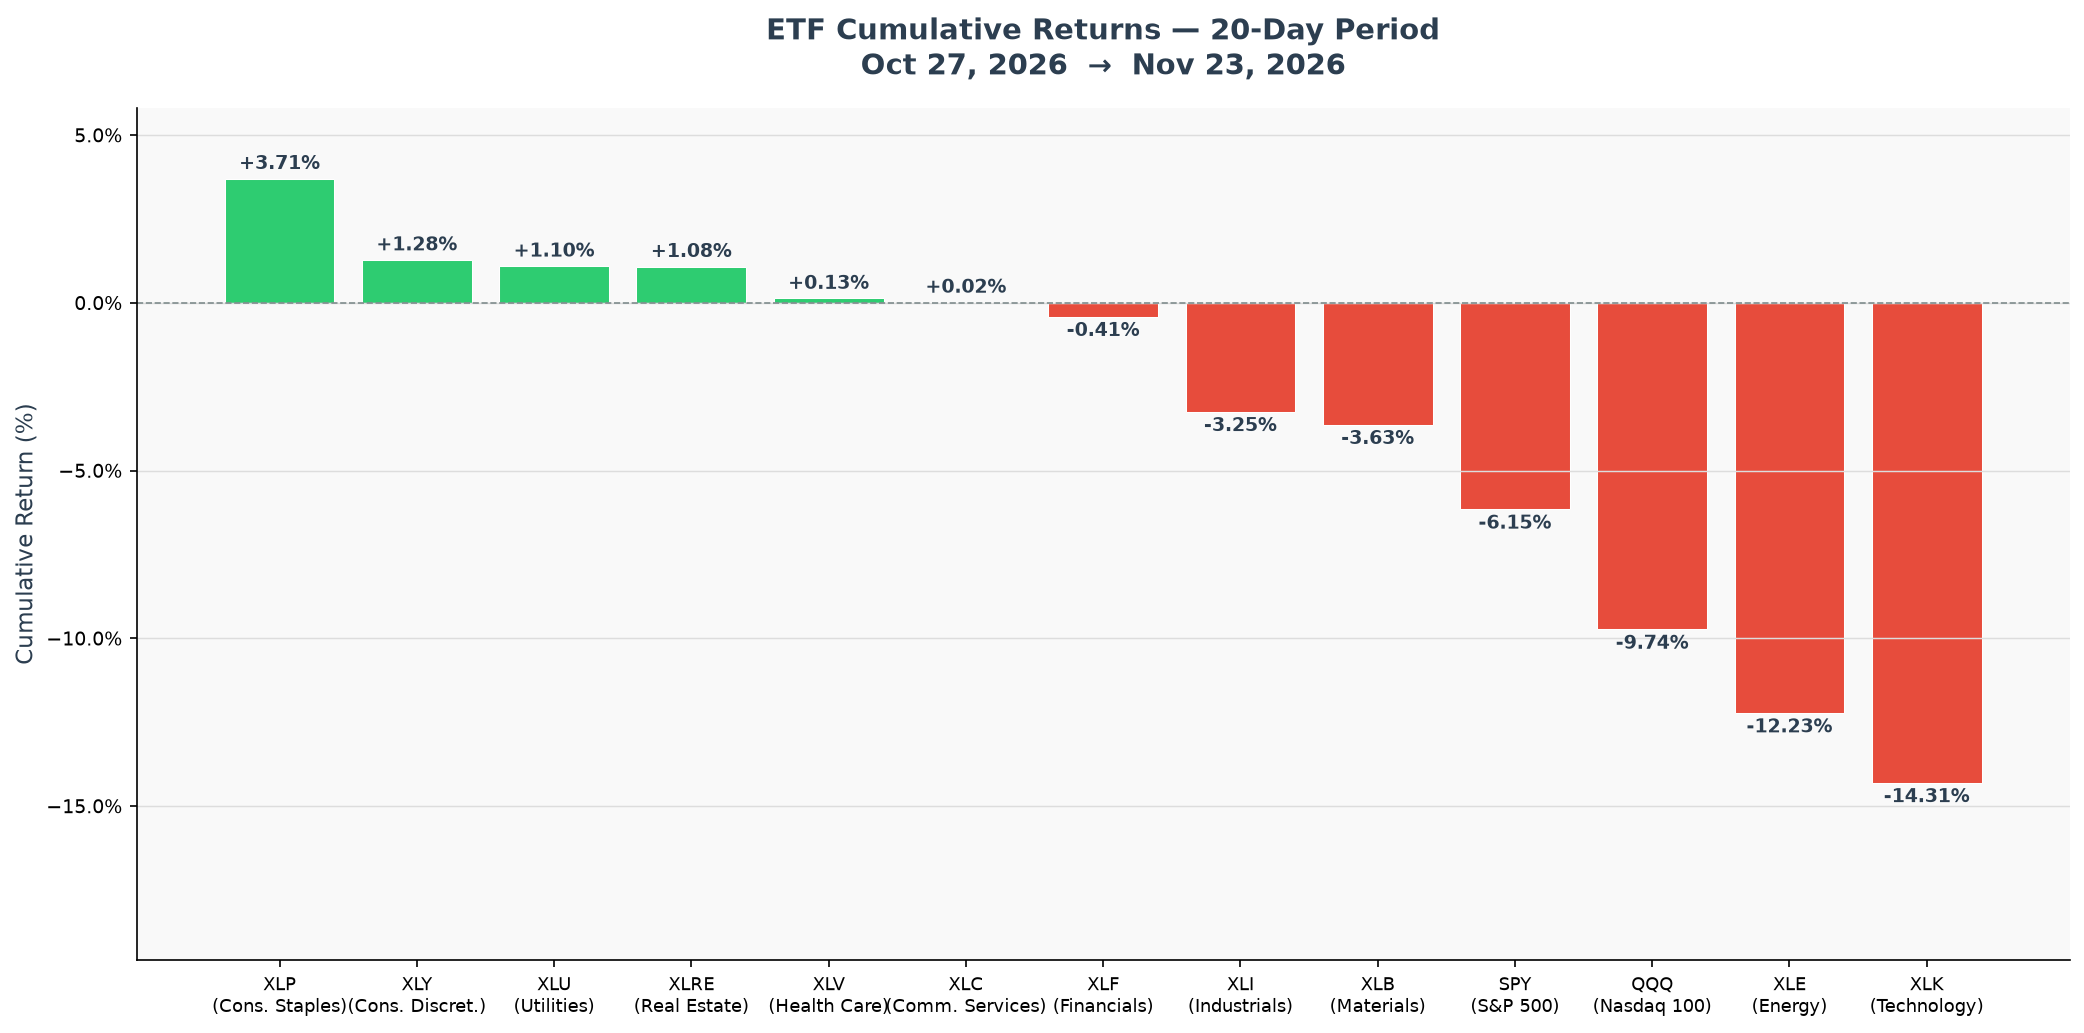 ETF Cumulative Returns — 20-Day Period
Oct 27, 2026 → Nov 23, 2026
Cumulative Return (%)
5.0%
0.0%
−5.0%
−10.0%
−15.0%
+3.71%
+1.28%
+1.10%
+1.08%
+0.13%
+0.02%
-0.41%
-3.25%
-3.63%
-6.15%
-9.74%
-12.23%
-14.31%
XLP
(Cons. Staples)
XLY
(Cons. Discret.)
XLU
(Utilities)
XLRE
(Real Estate)
XLV
(Health Care)
XLC
(Comm. Services)
XLF
(Financials)
XLI
(Industrials)
XLB
(Materials)
SPY
(S&P 500)
QQQ
(Nasdaq 100)
XLE
(Energy)
XLK
(Technology)